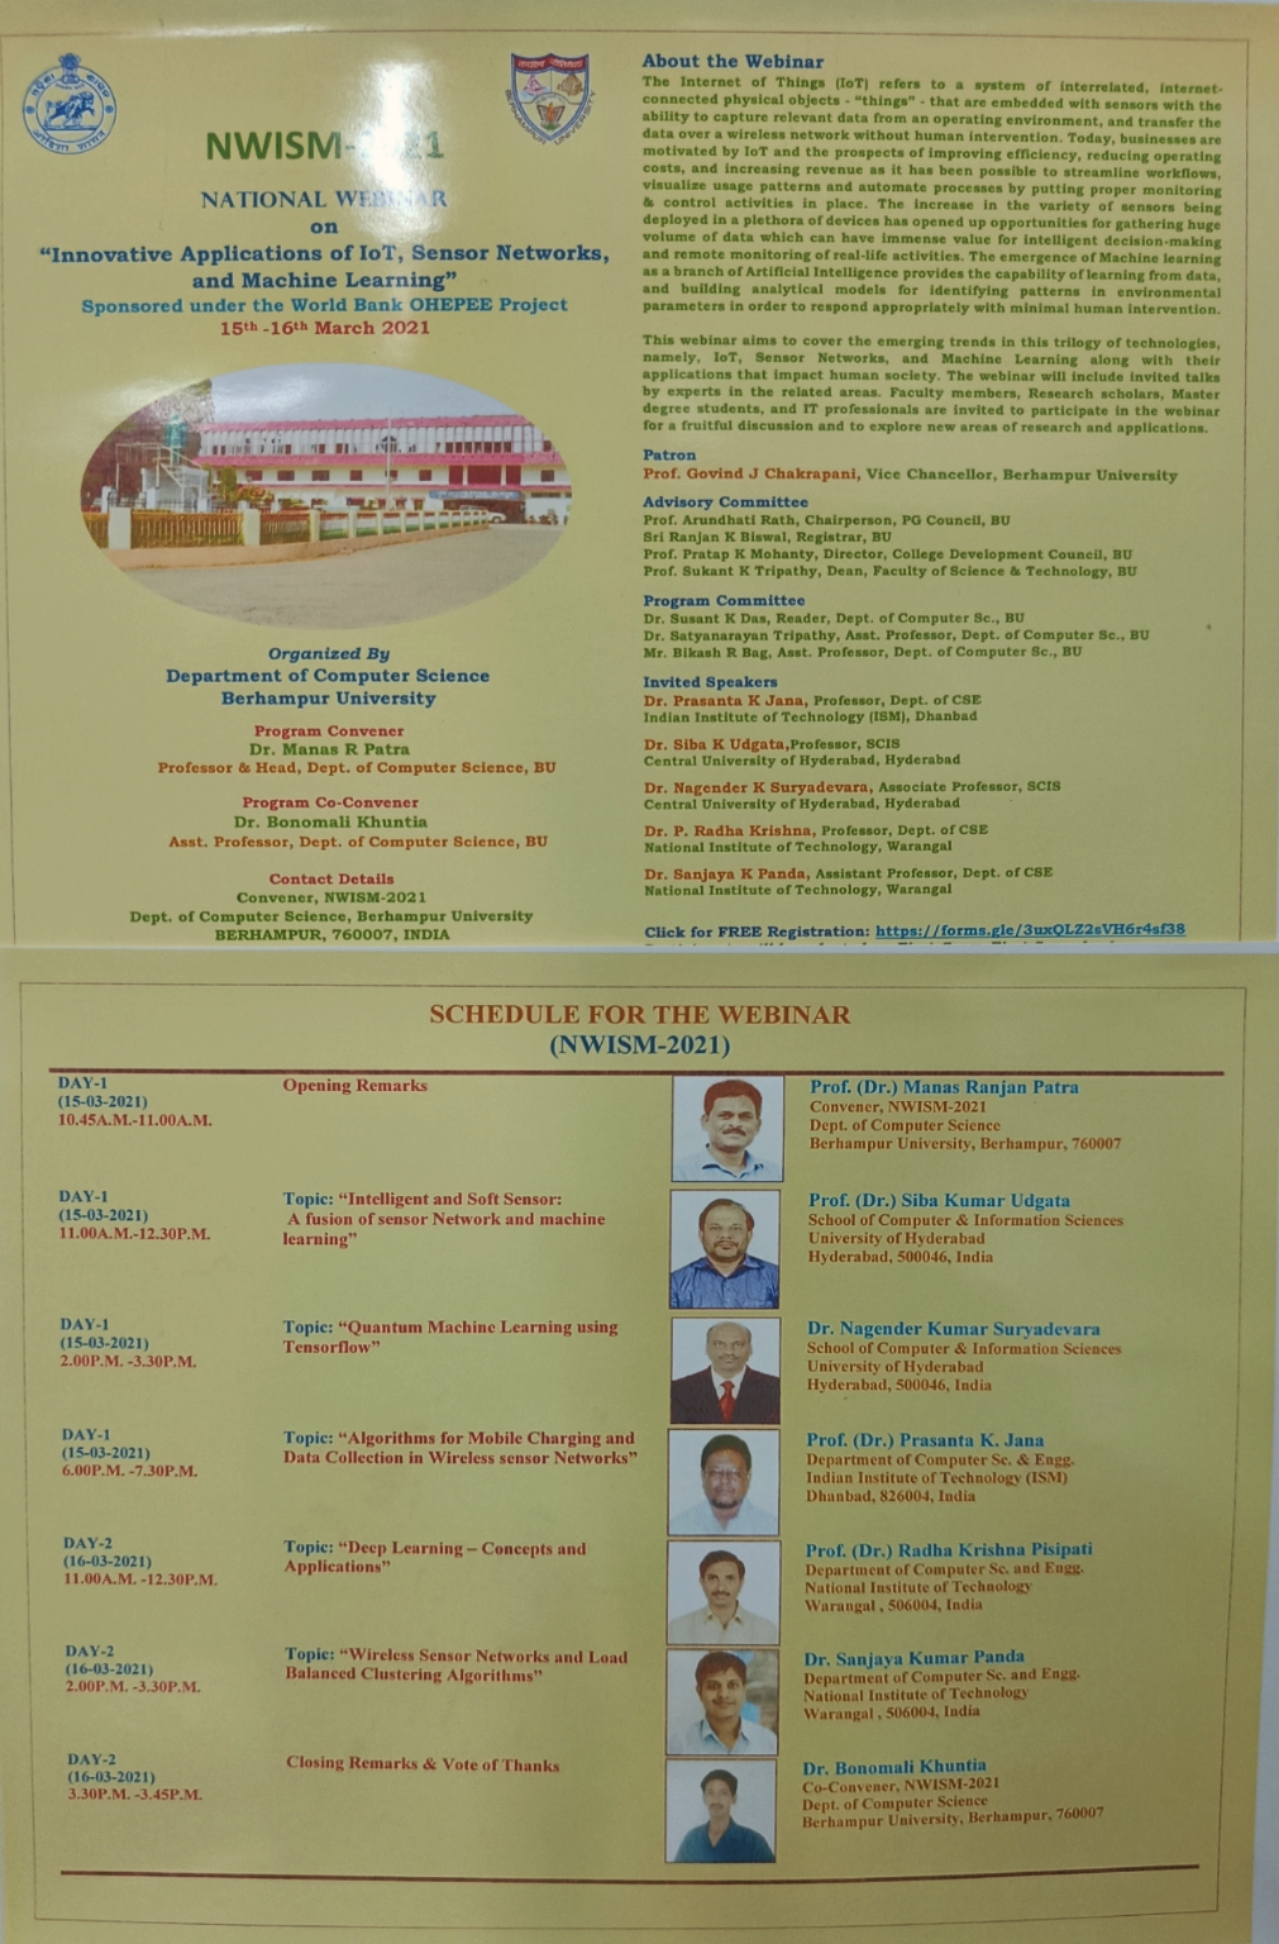 NWISM-2021
NATIONAL WEBINAR
on
“Innovative Applications of IoT, Sensor Networks,
and Machine Learning”
Sponsored under the World Bank OHEPEE Project
15th -16th March 2021
Organized By
Department of Computer Science
Berhampur University
Program Convener
Dr. Manas R Patra
Professor & Head, Dept. of Computer Science, BU
Program Co-Convener
Dr. Bonomali Khuntia
Asst. Professor, Dept. of Computer Science, BU
Contact Details
Convener, NWISM-2021
Dept. of Computer Science, Berhampur University
BERHAMPUR, 760007, INDIA
BERHAMPUR UNIVERSITY
About the Webinar
The Internet of Things (IoT) refers to a system of interrelated, internet-
connected physical objects - “things” - that are embedded with sensors with the
ability to capture relevant data from an operating environment, and transfer the
data over a wireless network without human intervention. Today, businesses are
motivated by IoT and the prospects of improving efficiency, reducing operating
costs, and increasing revenue as it has been possible to streamline workflows,
visualize usage patterns and automate processes by putting proper monitoring
& control activities in place. The increase in the variety of sensors being
deployed in a plethora of devices has opened up opportunities for gathering huge
volume of data which can have immense value for intelligent decision-making
and remote monitoring of real-life activities. The emergence of Machine learning
as a branch of Artificial Intelligence provides the capability of learning from data,
and building analytical models for identifying patterns in environmental
parameters in order to respond appropriately with minimal human intervention.
This webinar aims to cover the emerging trends in this trilogy of technologies,
namely, IoT, Sensor Networks, and Machine Learning along with their
applications that impact human society. The webinar will include invited talks
by experts in the related areas. Faculty members, Research scholars, Master
degree students, and IT professionals are invited to participate in the webinar
for a fruitful discussion and to explore new areas of research and applications.
Patron
Prof. Govind J Chakrapani, Vice Chancellor, Berhampur University
Advisory Committee
Prof. Arundhati Rath, Chairperson, PG Council, BU
Sri Ranjan K Biswal, Registrar, BU
Prof. Pratap K Mohanty, Director, College Development Council, BU
Prof. Sukant K Tripathy, Dean, Faculty of Science & Technology, BU
Program Committee
Dr. Susant K Das, Reader, Dept. of Computer Sc., BU
Dr. Satyanarayan Tripathy, Asst. Professor, Dept. of Computer Sc., BU
Mr. Bikash R Bag, Asst. Professor, Dept. of Computer Sc., BU
Invited Speakers
Dr. Prasanta K Jana, Professor, Dept. of CSE
Indian Institute of Technology (ISM), Dhanbad
Dr. Siba K Udgata,Professor, SCIS
Central University of Hyderabad, Hyderabad
Dr. Nagender K Suryadevara, Associate Professor, SCIS
Central University of Hyderabad, Hyderabad
Dr. P. Radha Krishna, Professor, Dept. of CSE
National Institute of Technology, Warangal
Dr. Sanjaya K Panda, Assistant Professor, Dept. of CSE
National Institute of Technology, Warangal
Click for FREE Registration: https://forms.gle/3uxQLZ2sVH6r4sf38
SCHEDULE FOR THE WEBINAR
(NWISM-2021)
DAY-1
(15-03-2021)
10.45A.M.-11.00A.M.
Opening Remarks
Prof. (Dr.) Manas Ranjan Patra
Convener, NWISM-2021
Dept. of Computer Science
Berhampur University, Berhampur, 760007
DAY-1
(15-03-2021)
11.00A.M.-12.30P.M.
Topic: “Intelligent and Soft Sensor:
A fusion of sensor Network and machine
learning”
Prof. (Dr.) Siba Kumar Udgata
School of Computer & Information Sciences
University of Hyderabad
Hyderabad, 500046, India
DAY-1
(15-03-2021)
2.00P.M. -3.30P.M.
Topic: “Quantum Machine Learning using
Tensorflow”
Dr. Nagender Kumar Suryadevara
School of Computer & Information Sciences
University of Hyderabad
Hyderabad, 500046, India
DAY-1
(15-03-2021)
6.00P.M. -7.30P.M.
Topic: “Algorithms for Mobile Charging and
Data Collection in Wireless sensor Networks”
Prof. (Dr.) Prasanta K. Jana
Department of Computer Sc. & Engg.
Indian Institute of Technology (ISM)
Dhanbad, 826004, India
DAY-2
(16-03-2021)
11.00A.M. -12.30P.M.
Topic: “Deep Learning – Concepts and
Applications”
Prof. (Dr.) Radha Krishna Pisipati
Department of Computer Sc. and Engg.
National Institute of Technology
Warangal , 506004, India
DAY-2
(16-03-2021)
2.00P.M. -3.30P.M.
Topic: “Wireless Sensor Networks and Load
Balanced Clustering Algorithms”
Dr. Sanjaya Kumar Panda
Department of Computer Sc. and Engg.
National Institute of Technology
Warangal , 506004, India
DAY-2
(16-03-2021)
3.30P.M. -3.45P.M.
Closing Remarks & Vote of Thanks
Dr. Bonomali Khuntia
Co-Convener, NWISM-2021
Dept. of Computer Science
Berhampur University, Berhampur, 760007